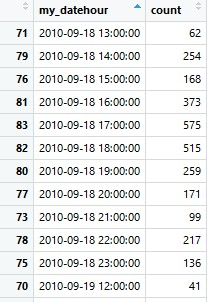 my_datehour count
71 2010-09-18 13:00:00 62
79 2010-09-18 14:00:00 254
76 2010-09-18 15:00:00 168
81 2010-09-18 16:00:00 373
83 2010-09-18 17:00:00 575
82 2010-09-18 18:00:00 515
80 2010-09-18 19:00:00 259
77 2010-09-18 20:00:00 171
73 2010-09-18 21:00:00 99
78 2010-09-18 22:00:00 217
75 2010-09-18 23:00:00 136
70 2010-09-19 12:00:00 41